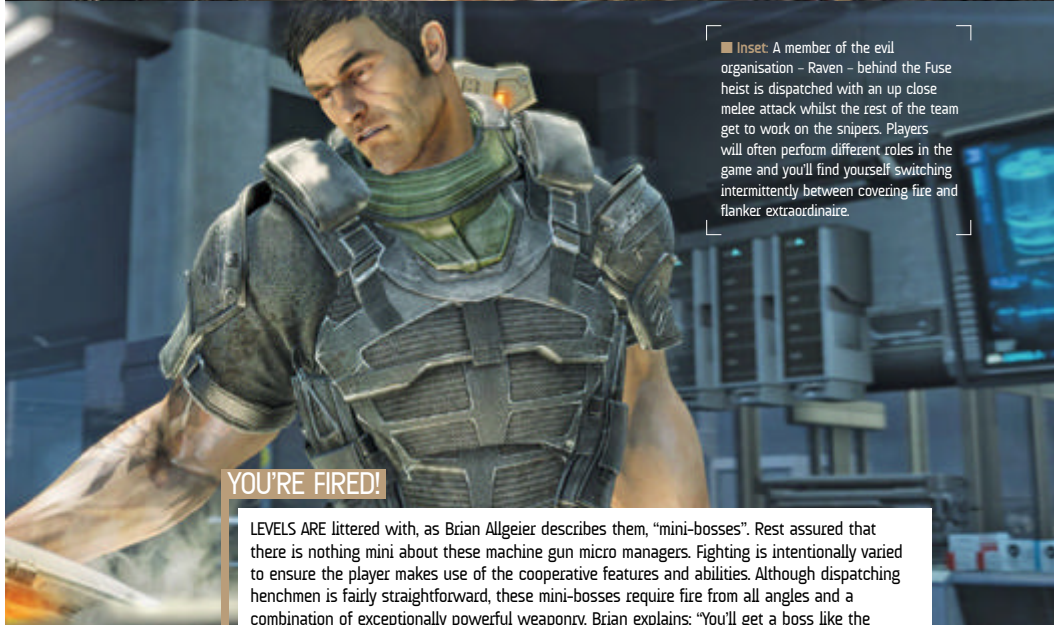 Inset: A member of the evil
organisation – Raven – behind the Fuse
heist is dispatched with an up close
melee attack whilst the rest of the team
get to work on the snipers. Players
will often perform different roles in the
game and you'll find yourself switching
intermittently between covering fire and
flanker extraordinaire.
YOU'RE FIRED!
LEVELS ARE littered with, as Brian Allgeier describes them, “mini-bosses”. Rest assured that
there is nothing mini about these machine gun micro managers. Fighting is intentionally varied
to ensure the player makes use of the cooperative features and abilities. Although dispatching
henchmen is fairly straightforward, these mini-bosses require fire from all angles and a
combination of exceptionally powerful weaponry. Brian explains: “You'll get a boss like the